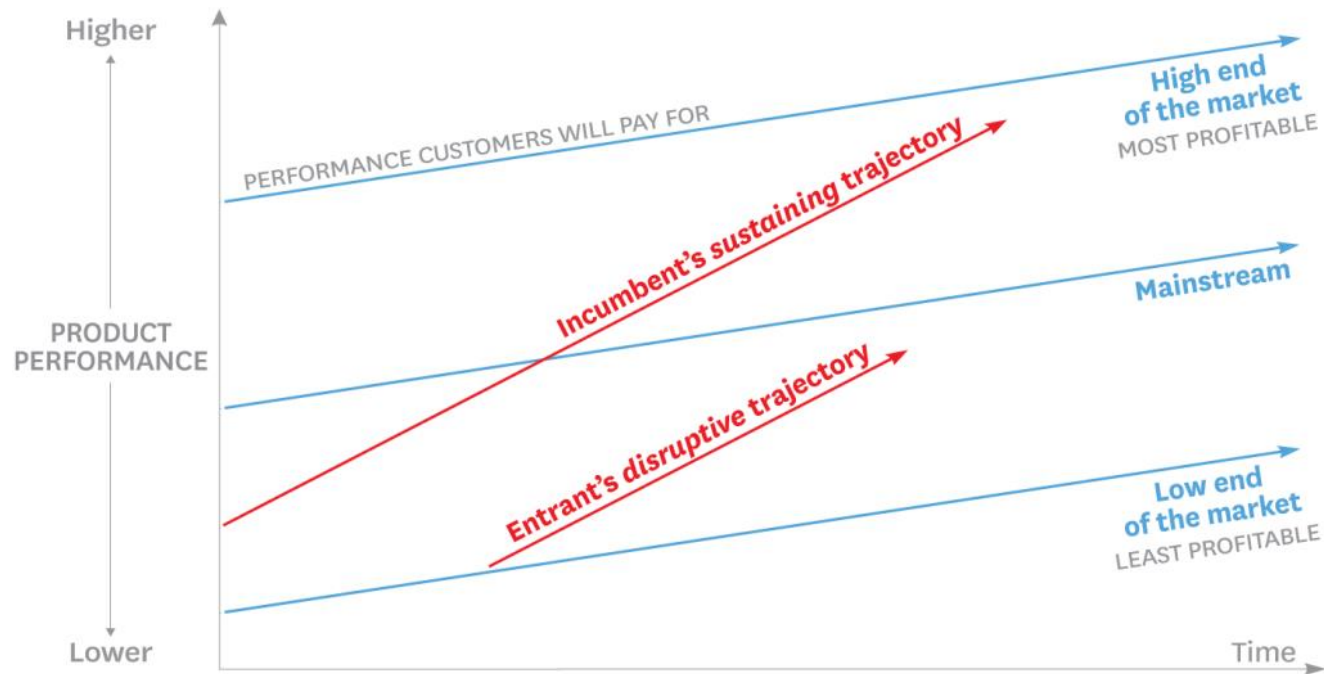 Higher
PERFORMANCE CUSTOMERS WILL PAY FOR
High end
of the market
MOST PROFITABLE
Incumbent’s sustaining trajectory
Mainstream
PRODUCT
PERFORMANCE
Entrant’s disruptive trajectory
Low end
of the market
LEAST PROFITABLE
Lower
Time